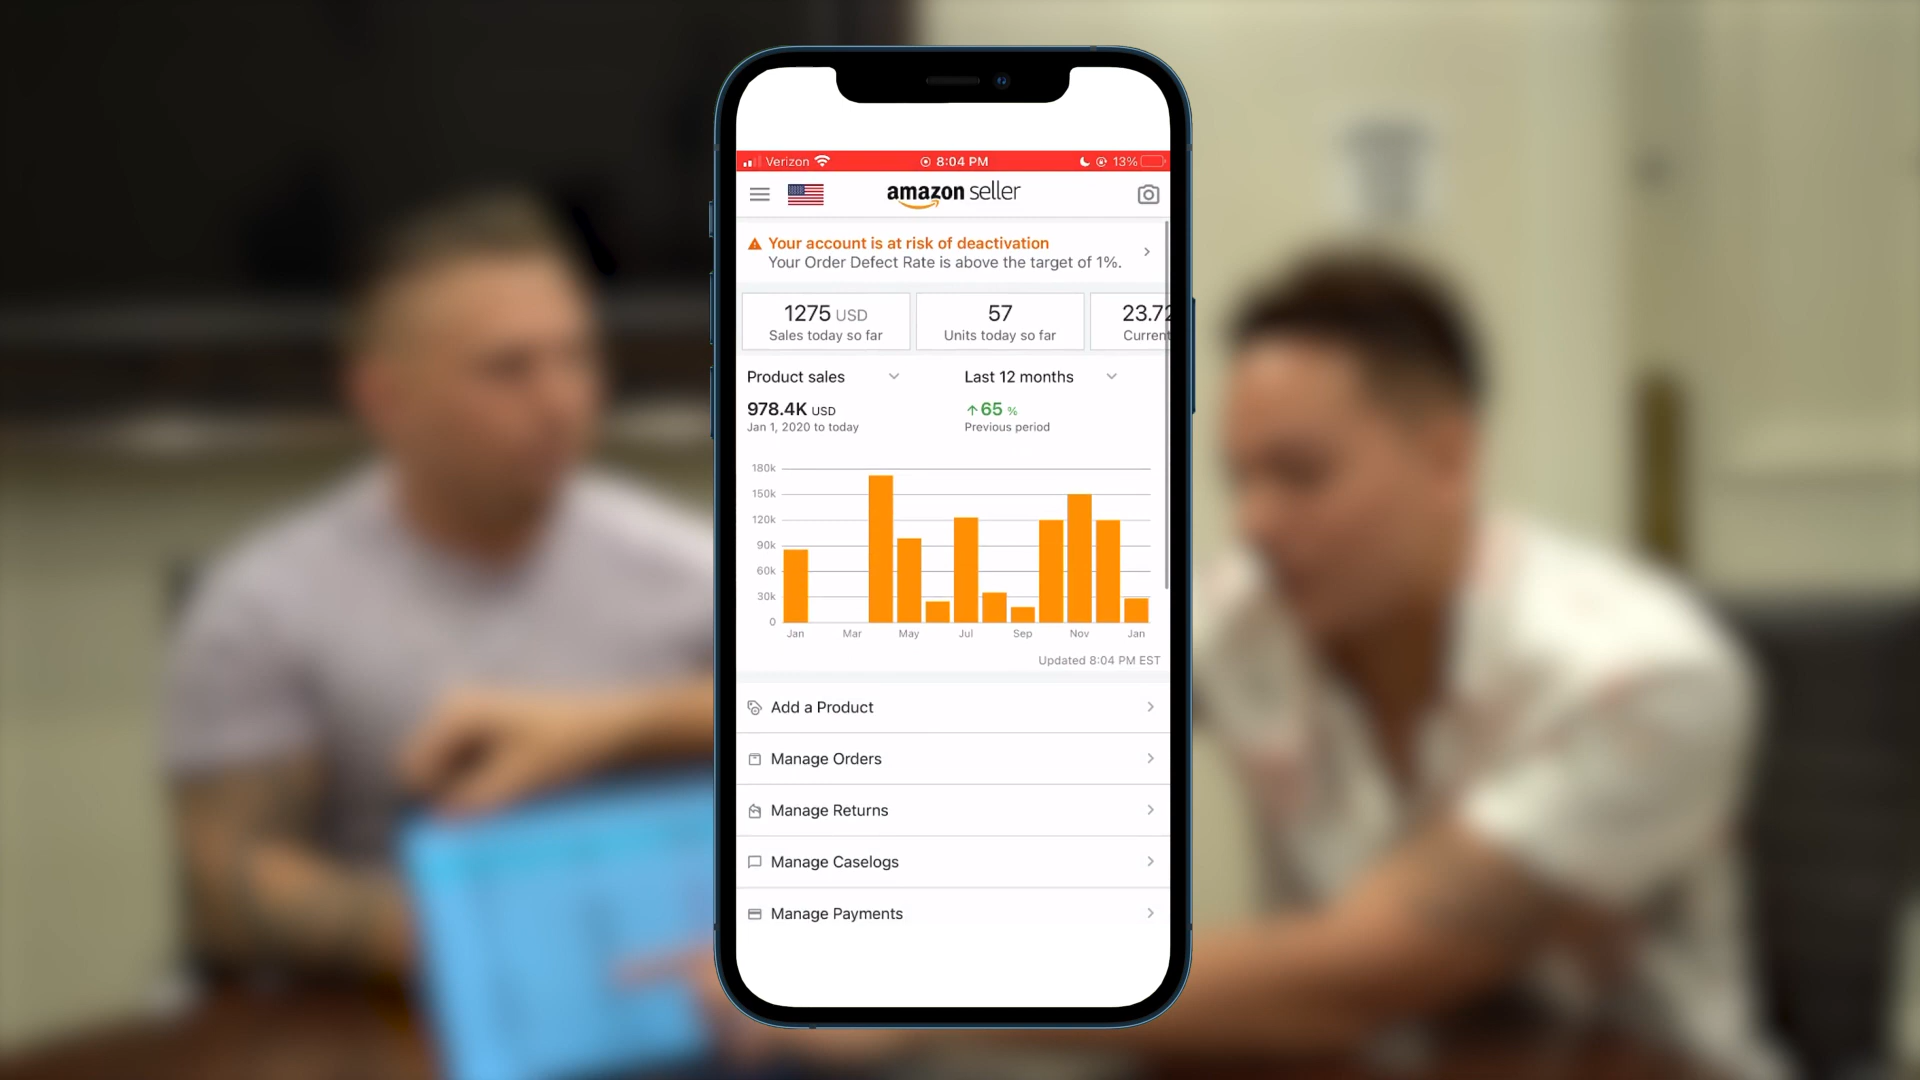 Verizon 8:04 PM 13%
amazon seller
Your account is at risk of deactivation
Your Order Defect Rate is above the target of 1%.
1275 USD 57 23.72
Sales today so far Units today so far Current
Product sales Last 12 months
978.4K USD ↑65 %
Jan 1, 2020 to today Previous period
180k
150k
120k
90k
60k
30k
0
Jan Mar May Jul Sep Nov Jan
Updated 8:04 PM EST
Add a Product
Manage Orders
Manage Returns
Manage Caselogs
Manage Payments